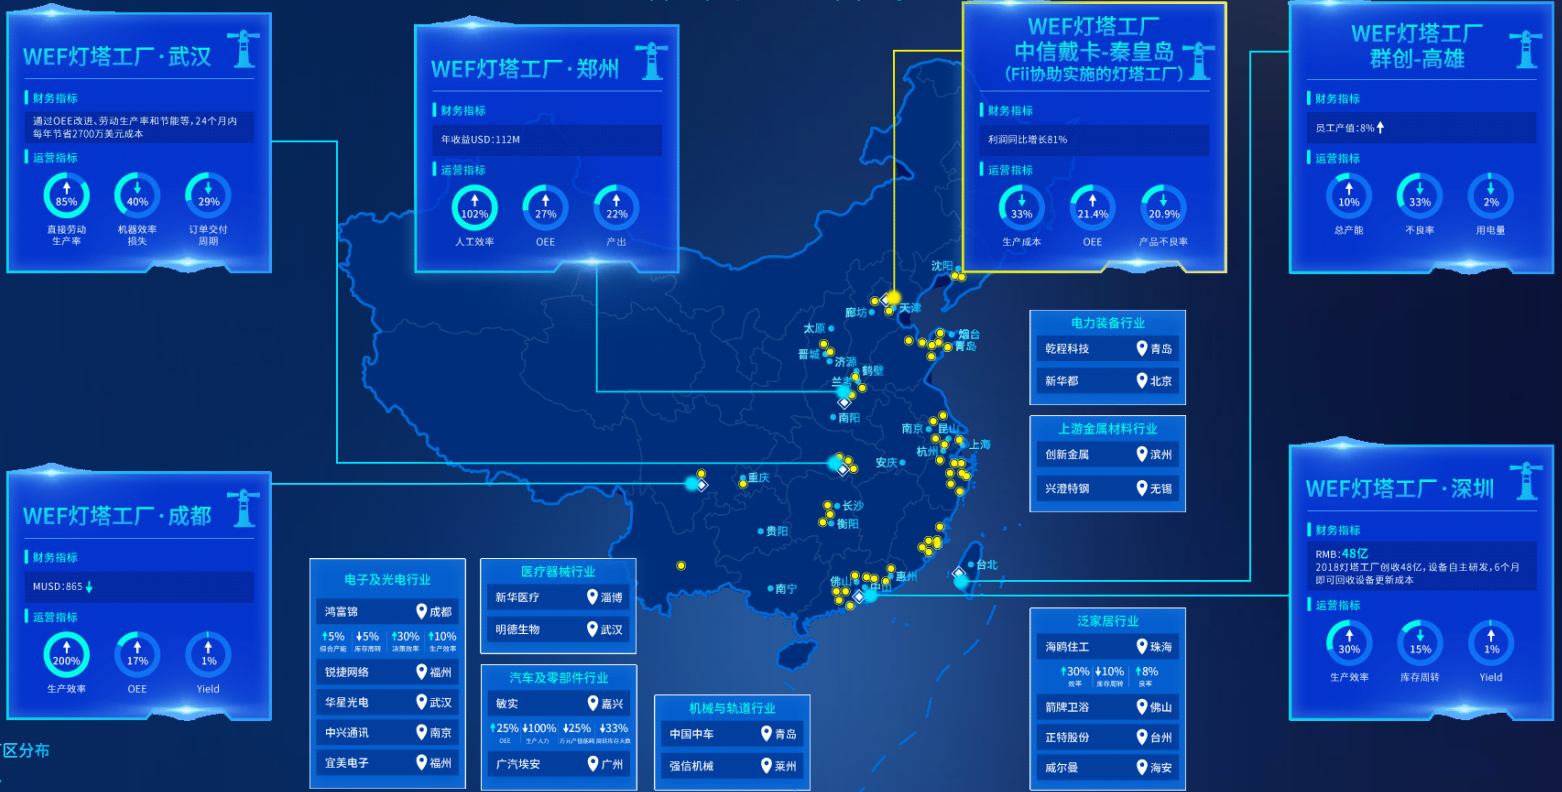 WEF灯塔工厂·武汉
财务指标
通过OEE改进、劳动生产率和节能等,24个月内
每年节省2700万美元成本
运营指标
85%
40%
29%
直接劳动
生产率
机器效率
损失
订单交付
周期
WEF灯塔工厂·郑州
财务指标
年收益USD:112M
运营指标
102%
27%
22%
人工效率
OEE
产出
WEF灯塔工厂
中信戴卡-秦皇岛
(Fii协助实施的灯塔工厂)
财务指标
利润同比增长81%
运营指标
33%
21.4%
20.9%
生产成本
OEE
产品不良率
WEF灯塔工厂
群创-高雄
财务指标
员工产值:8%
运营指标
10%
33%
2%
总产能
不良率
用电量
WEF灯塔工厂·成都
财务指标
MUSD:865
运营指标
200%
17%
1%
生产效率
OEE
Yield
WEF灯塔工厂·深圳
财务指标
RMB:48亿
2018灯塔工厂创收48亿,设备自主研发,6个月
即可回收设备更新成本
运营指标
30%
15%
1%
生产效率
库存周转
Yield
沈阳
天津
廊坊
太原
烟台
青岛
晋城
济源
鹤壁
南阳
南京
昆山
上海
杭州
安庆
重庆
长沙
衡阳
贵阳
南宁
佛山
中山
惠州
台北
电力装备行业
乾程科技 青岛
新华都 北京
上游金属材料行业
创新金属 滨州
兴澄特钢 无锡
电子及光电行业
鸿富锦 成都
5% 5% 30% 10%
综合产能 库存周转 决策效率 生产效率
锐捷网络 福州
华星光电 武汉
中兴通讯 南京
宜美电子 福州
医疗器械行业
新华医疗 淄博
明德生物 武汉
汽车及零部件行业
敏实 嘉兴
25% 100% 25% 33%
OEE 生产人力 万元产值能耗
广汽埃安 广州
机械与轨道行业
中国中车 青岛
强信机械 莱州
泛家居行业
海鸥住工 珠海
30% 10% 8%
效率 库存周转 良率
箭牌卫浴 佛山
正特股份 台州
威尔曼 海安
区分布